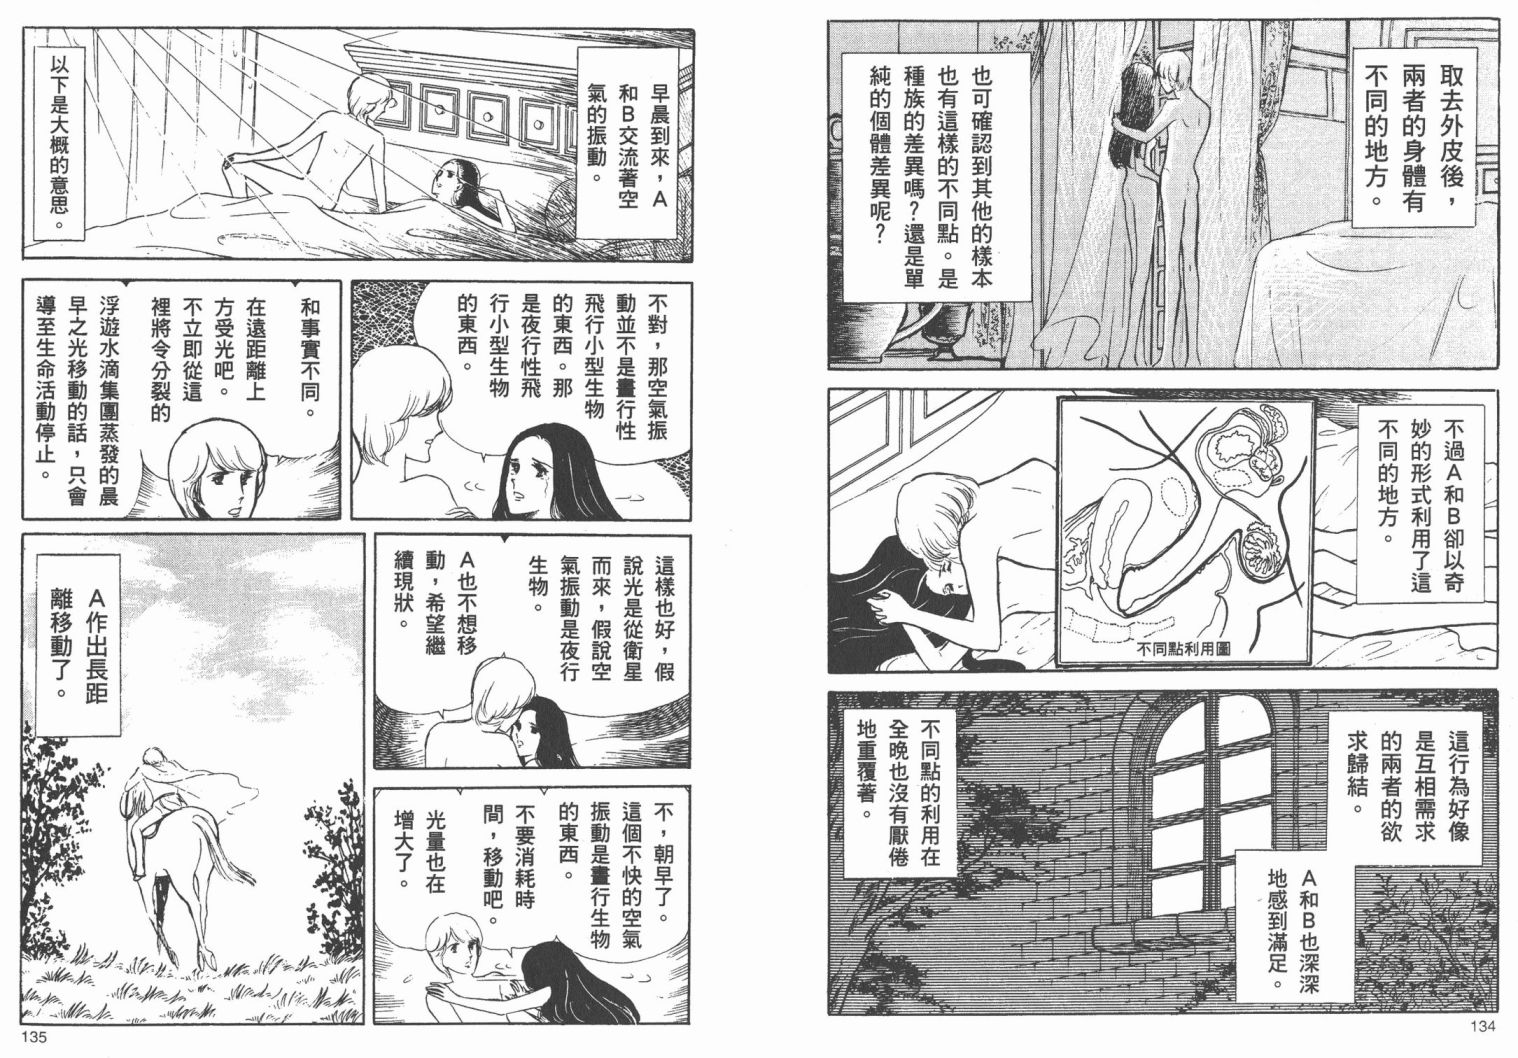 取去外皮後，
兩者的身體有
不同的地方。
也可確認到其他的樣本
也有這樣的不同點。是
種族的差異嗎？還是單
純的個體差異呢？
不過A和B卻以奇
妙的形式利用了這
不同的地方。
不同點利用圖
這行為好像
是互相需求
的兩者的欲
求歸結。
A和B也深深
地感到滿足。
不同點的利用在
全晚也沒有厭倦
地重覆著。
134
早晨到來，A
和B交流著空
氣的振動。
以下是大概的意思。
不對，那空氣振
動並不是晝行性
飛行小型生物
的東西。那
是夜行性飛
行小型生物
的東西。
和事實不同。
在遠距離上
方受光吧。
不立即從這
裡將令分裂的
浮遊水滴集團蒸發的晨
早之光移動的話，只會
導至生命活動停止。
這樣也好，假
說光是從衛星
而來，假說空
氣振動是夜行
生物。
A也不想移
動，希望繼
續現狀。
不，朝早了。
這個不快的空氣
振動是晝行生物
的東西。
不要消耗時
間，移動吧。
光量也在
增大了。
A作出長距
離移動了。
135